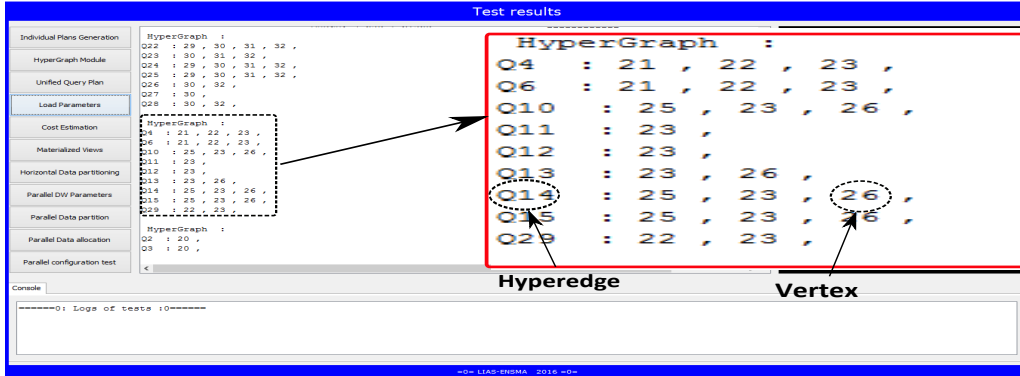 Test results
Individual Plans Generation
HyperGraph Module
Unified Query Plan
Load Parameters
Cost Estimation
Materialized Views
Horizontal Data partitioning
Parallel DW Parameters
Parallel Data partition
Parallel Data allocation
Parallel configuration test
HyperGraph :
Q22 : 29 , 30 , 31 , 32 ,
Q23 : 30 , 31 , 32 ,
Q24 : 29 , 30 , 31 , 32 ,
Q25 : 29 , 30 , 31 , 32 ,
Q26 : 30 , 32 ,
Q27 : 30 ,
Q28 : 30 , 32 ,
HyperGraph :
Q4 : 21 , 22 , 23 ,
Q6 : 21 , 22 , 23 ,
Q10 : 25 , 23 , 26 ,
Q11 : 23 ,
Q12 : 23 ,
Q13 : 23 , 26 ,
Q14 : 25 , 23 , 26 ,
Q15 : 25 , 23 , 26 ,
Q29 : 22 , 23 ,
HyperGraph :
Q2 : 20 ,
Q3 : 20 ,
HyperGraph :
Q4 : 21 , 22 , 23 ,
Q6 : 21 , 22 , 23 ,
Q10 : 25 , 23 , 26 ,
Q11 : 23 ,
Q12 : 23 ,
Q13 : 23 , 26 ,
Q14 : 25 , 23 , 26 ,
Q15 : 25 , 23 , 26 ,
Q29 : 22 , 23 ,
Hyperedge
Vertex
Console
======0: Logs of tests :0======
=0= LIAS-ENSMA 2016 =0=